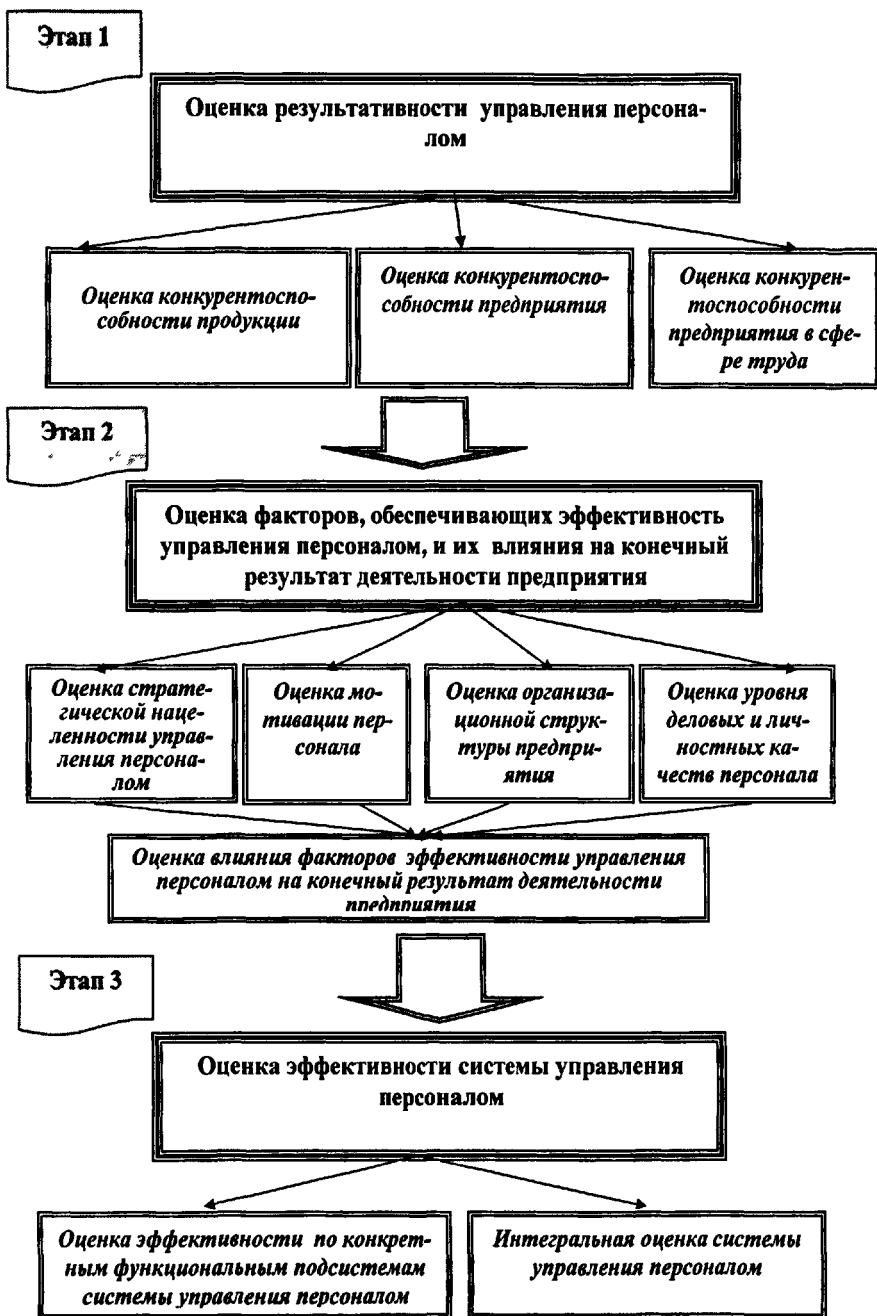 Этап 1
Оценка результативности управления персона-
лом
Оценка конкурентоспо-
собности продукции
Оценка конкурентоспо-
собности предприятия
Оценка конкурен-
тоспособности
предприятия в сфе-
ре труда
Этап 2
Оценка факторов, обеспечивающих эффективность
управления персоналом, и их влияния на конечный
результат деятельности предприятия
Оценка страте-
гической наце-
ленности управ-
ления персона-
лом
Оценка мо-
тивации пер-
сонала
Оценка организа-
ционной струк-
туры предпри-
ятия
Оценка уровня
деловых и лич-
ностных ка-
честв персонала
Оценка влияния факторов эффективности управления
персоналом на конечный результат деятельности
предприятия
Этап 3
Оценка эффективности системы управления
персоналом
Оценка эффективности по конкрет-
ным функциональным подсистемам
системы управления персоналом
Интегральная оценка системы
управления персоналом